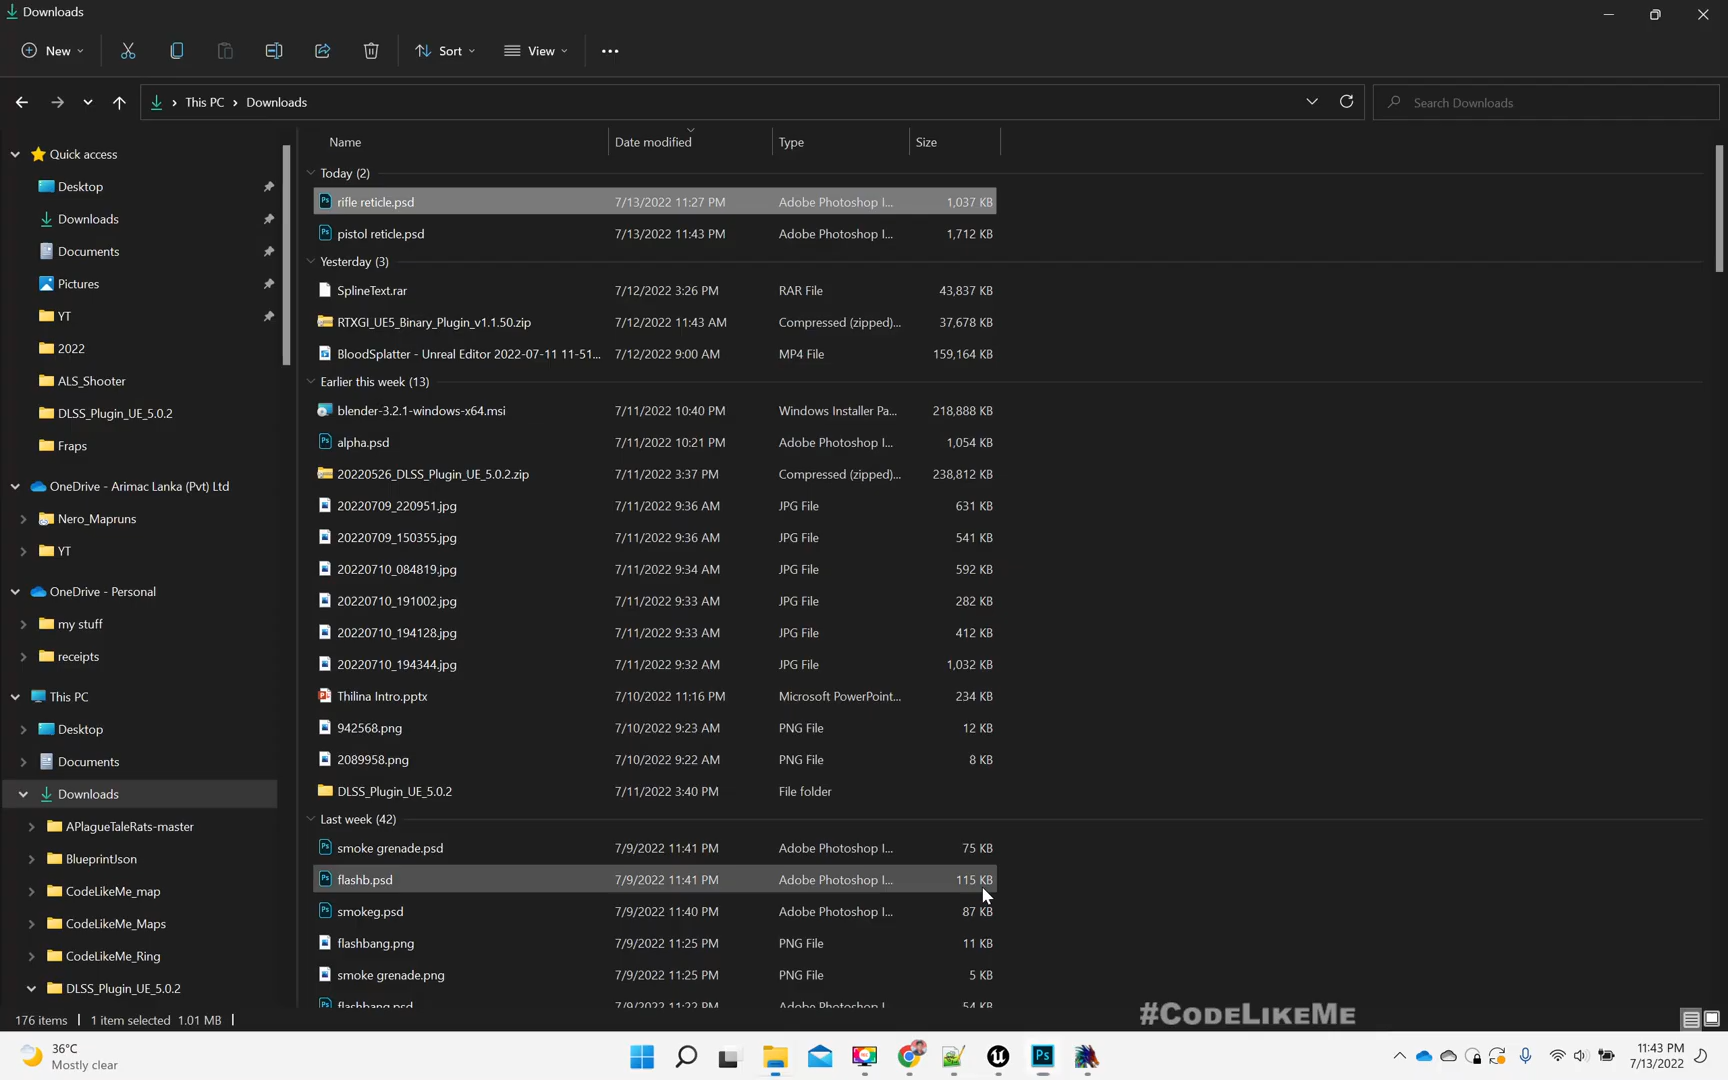 Downloads
New
Sort
View
This PC > Downloads
Search Downloads
Name Date modified Type Size
Quick access
Desktop
Downloads
Documents
Pictures
YT
2022
ALS_Shooter
DLSS_Plugin_UE_5.0.2
Fraps
OneDrive - Arimac Lanka (Pvt) Ltd
Nero_Mapruns
YT
OneDrive - Personal
my stuff
receipts
This PC
Desktop
Documents
Downloads
APlagueTaleRats-master
BlueprintJson
CodeLikeMe_map
CodeLikeMe_Maps
CodeLikeMe_Ring
DLSS_Plugin_UE_5.0.2
Today (2)
rifle reticle.psd 7/13/2022 11:27 PM Adobe Photoshop I... 1,037 KB
pistol reticle.psd 7/13/2022 11:43 PM Adobe Photoshop I... 1,712 KB
Yesterday (3)
SplineText.rar 7/12/2022 3:26 PM RAR File 43,837 KB
RTXGI_UE5_Binary_Plugin_v1.1.50.zip 7/12/2022 11:43 AM Compressed (zipped)... 37,678 KB
BloodSplatter - Unreal Editor 2022-07-11 11-51... 7/12/2022 9:00 AM MP4 File 159,164 KB
Earlier this week (13)
blender-3.2.1-windows-x64.msi 7/11/2022 10:40 PM Windows Installer Pa... 218,888 KB
alpha.psd 7/11/2022 10:21 PM Adobe Photoshop I... 1,054 KB
20220526_DLSS_Plugin_UE_5.0.2.zip 7/11/2022 3:37 PM Compressed (zipped)... 238,812 KB
20220709_220951.jpg 7/11/2022 9:36 AM JPG File 631 KB
20220709_150355.jpg 7/11/2022 9:36 AM JPG File 541 KB
20220710_084819.jpg 7/11/2022 9:34 AM JPG File 592 KB
20220710_191002.jpg 7/11/2022 9:33 AM JPG File 282 KB
20220710_194128.jpg 7/11/2022 9:33 AM JPG File 412 KB
20220710_194344.jpg 7/11/2022 9:32 AM JPG File 1,032 KB
Thilina Intro.pptx 7/10/2022 11:16 PM Microsoft PowerPoint... 234 KB
942568.png 7/10/2022 9:23 AM PNG File 12 KB
2089958.png 7/10/2022 9:22 AM PNG File 8 KB
DLSS_Plugin_UE_5.0.2 7/11/2022 3:40 PM File folder
Last week (42)
smoke grenade.psd 7/9/2022 11:41 PM Adobe Photoshop I... 75 KB
flashb.psd 7/9/2022 11:41 PM Adobe Photoshop I... 115 KB
smokeg.psd 7/9/2022 11:40 PM Adobe Photoshop I... 87 KB
flashbang.png 7/9/2022 11:25 PM PNG File 11 KB
smoke grenade.png 7/9/2022 11:25 PM PNG File 5 KB
flashbang.psd 7/9/2022 11:22 PM Adobe Photoshop I... 54 KB
176 items 1 item selected 1.01 MB
#CodeLikeMe
36°C
Mostly clear
11:43 PM
7/13/2022